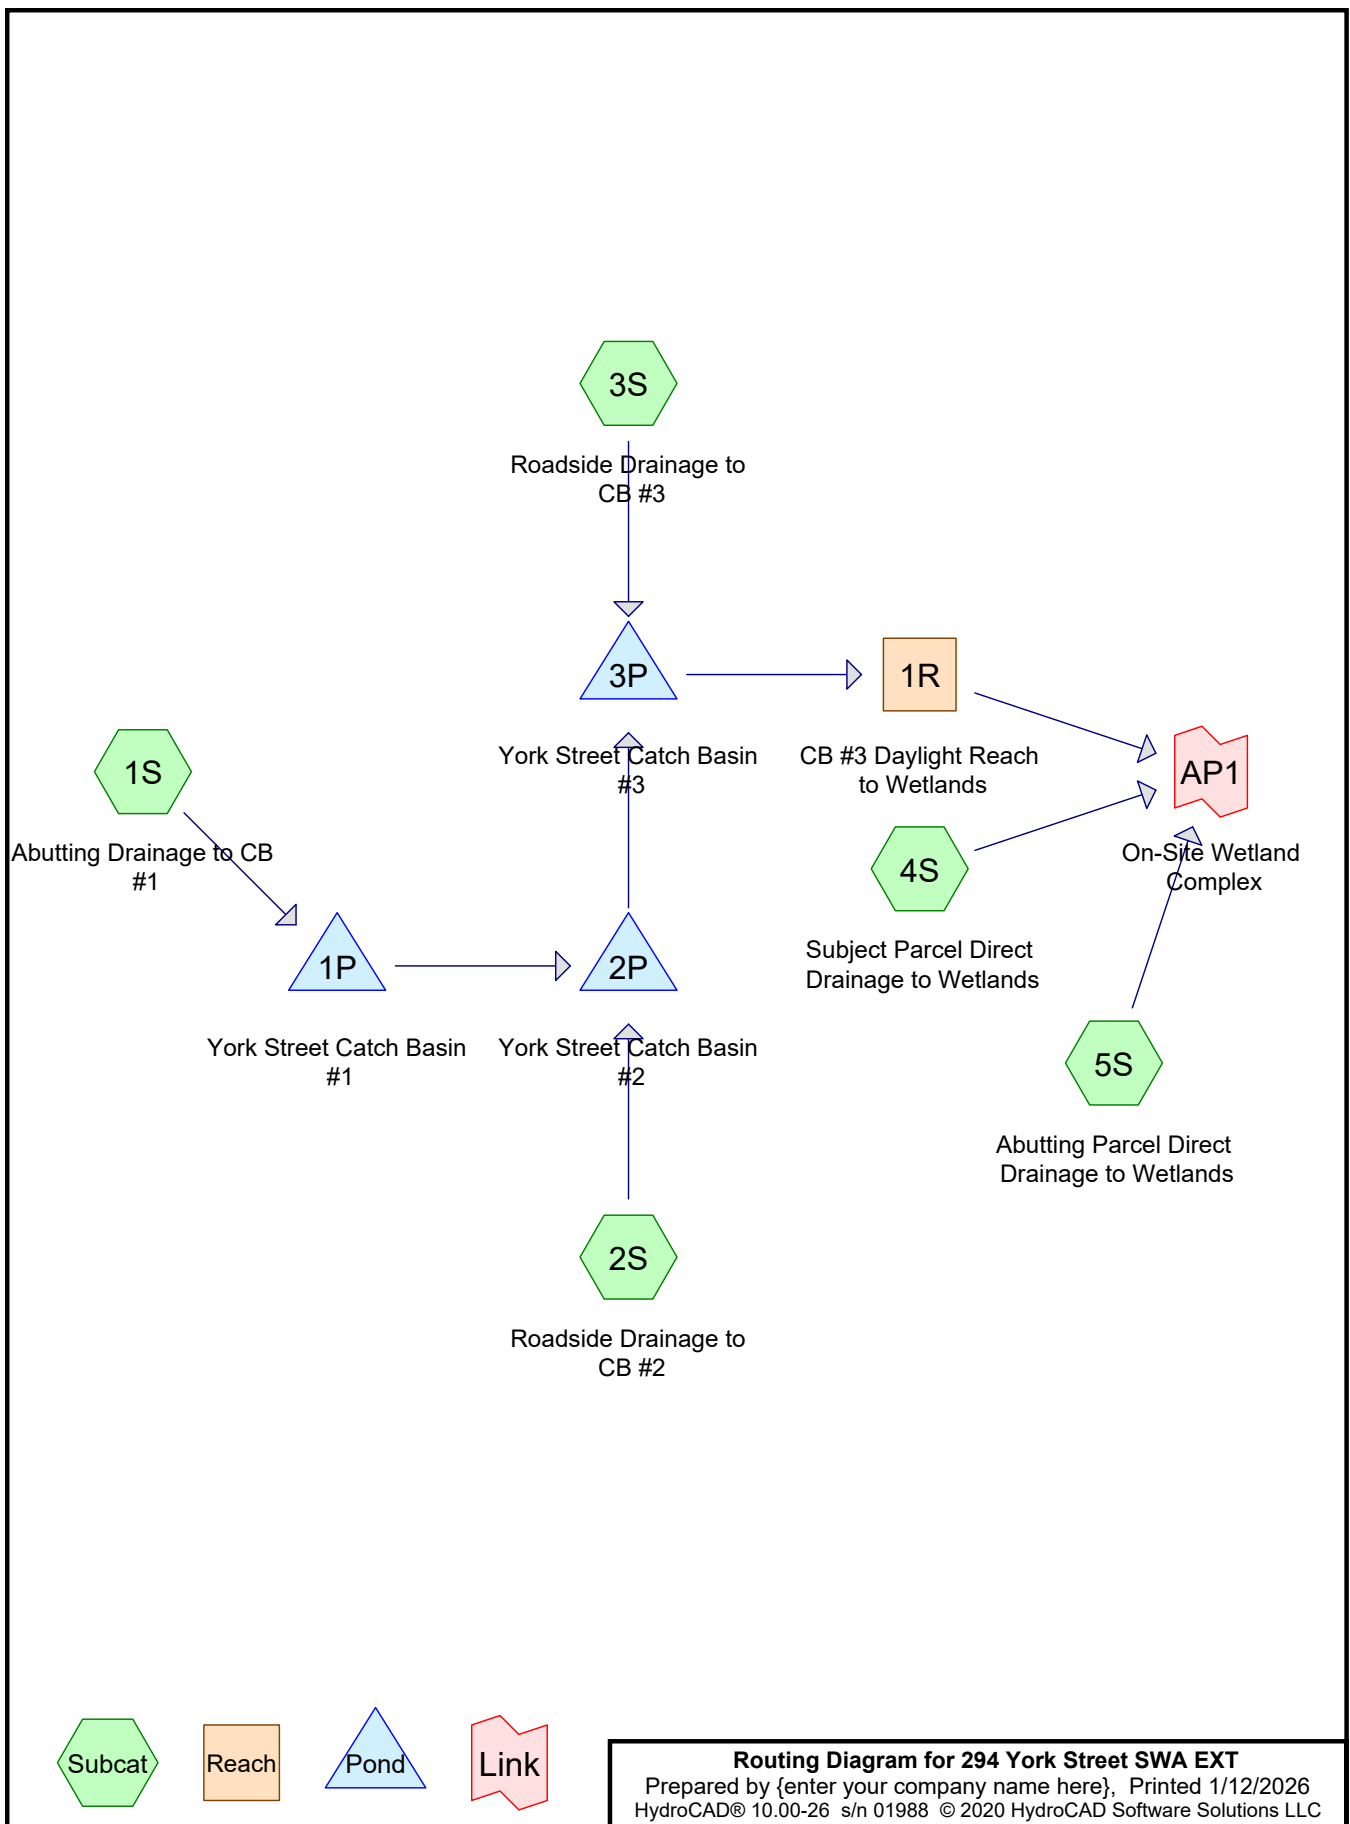 3S
Roadside Drainage to
CB #3
3P
York Street Catch Basin
#3
1R
CB #3 Daylight Reach
to Wetlands
AP1
On-Site Wetland
Complex
1S
Abutting Drainage to CB
#1
4S
Subject Parcel Direct
Drainage to Wetlands
1P
York Street Catch Basin
#1
2P
York Street Catch Basin
#2
5S
Abutting Parcel Direct
Drainage to Wetlands
2S
Roadside Drainage to
CB #2
Subcat
Reach
Pond
Link
Routing Diagram for 294 York Street SWA EXT
Prepared by {enter your company name here}, Printed 1/12/2026
HydroCAD® 10.00-26 s/n 01988 © 2020 HydroCAD Software Solutions LLC